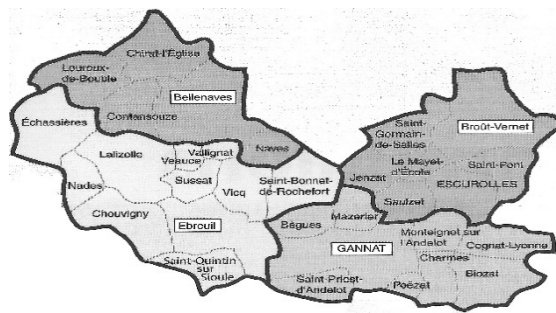 Chirat-l'Église
Louroux-
de-Bouble
Bellenaves
Coutansouze
Échassières
Naves
Lalizolle
Valignat
Veauce
Sussat
Nades
Vicq
Saint-Bonnet-
de-Rochefort
Chouvigny
Ebreuil
Saint-Quintin
sur
Sioule
Saint-
Germain-
de-Salles
Broût-Vernet
Le Mayet-
d'École
Saint-Pont
Jenzat
ESCUROLLES
Saulzet
Mazerier
Bègues
GANNAT
Monteignet sur
l'Andelot
Cognat-Lyonne
Charmes
Biozat
Saint-Priest-
d'Andelot
Poëzat